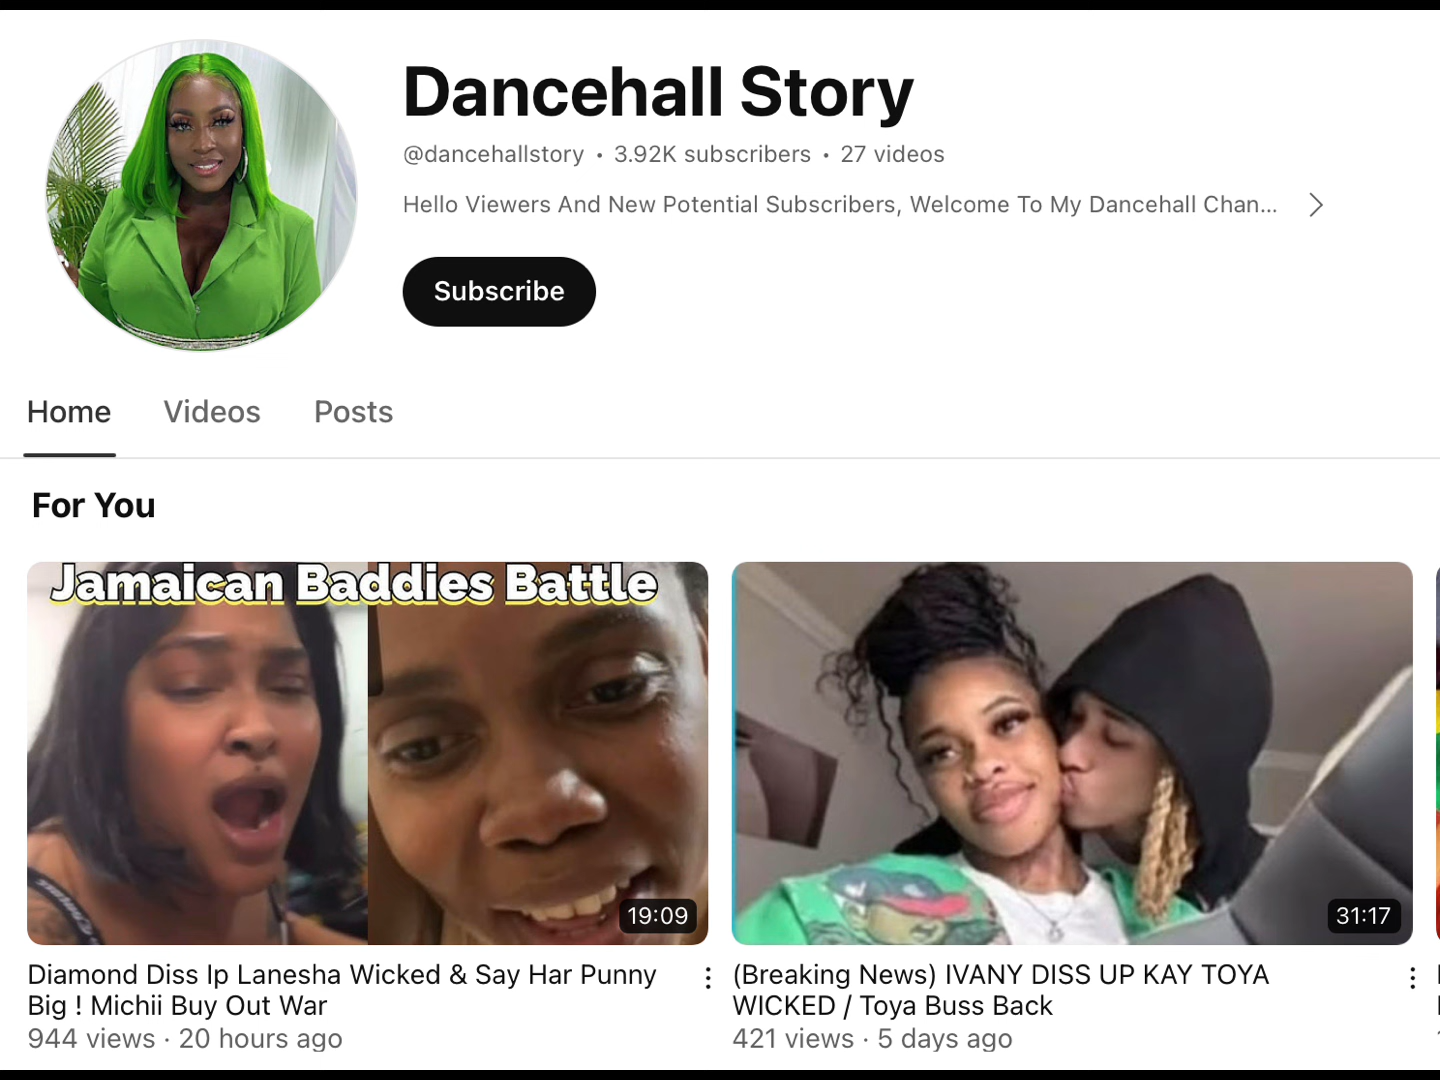 Dancehall Story
@dancehallstory • 3.92K subscribers • 27 videos
Hello Viewers And New Potential Subscribers, Welcome To My Dancehall Chan...
Subscribe
Home Videos Posts
For You
Jamaican Baddies Battle
19:09
31:17
Diamond Diss Ip Lanesha Wicked & Say Har Punny
Big ! Michii Buy Out War
944 views · 20 hours ago
(Breaking News) IVANY DISS UP KAY TOYA
WICKED / Toya Buss Back
421 views · 5 days ago